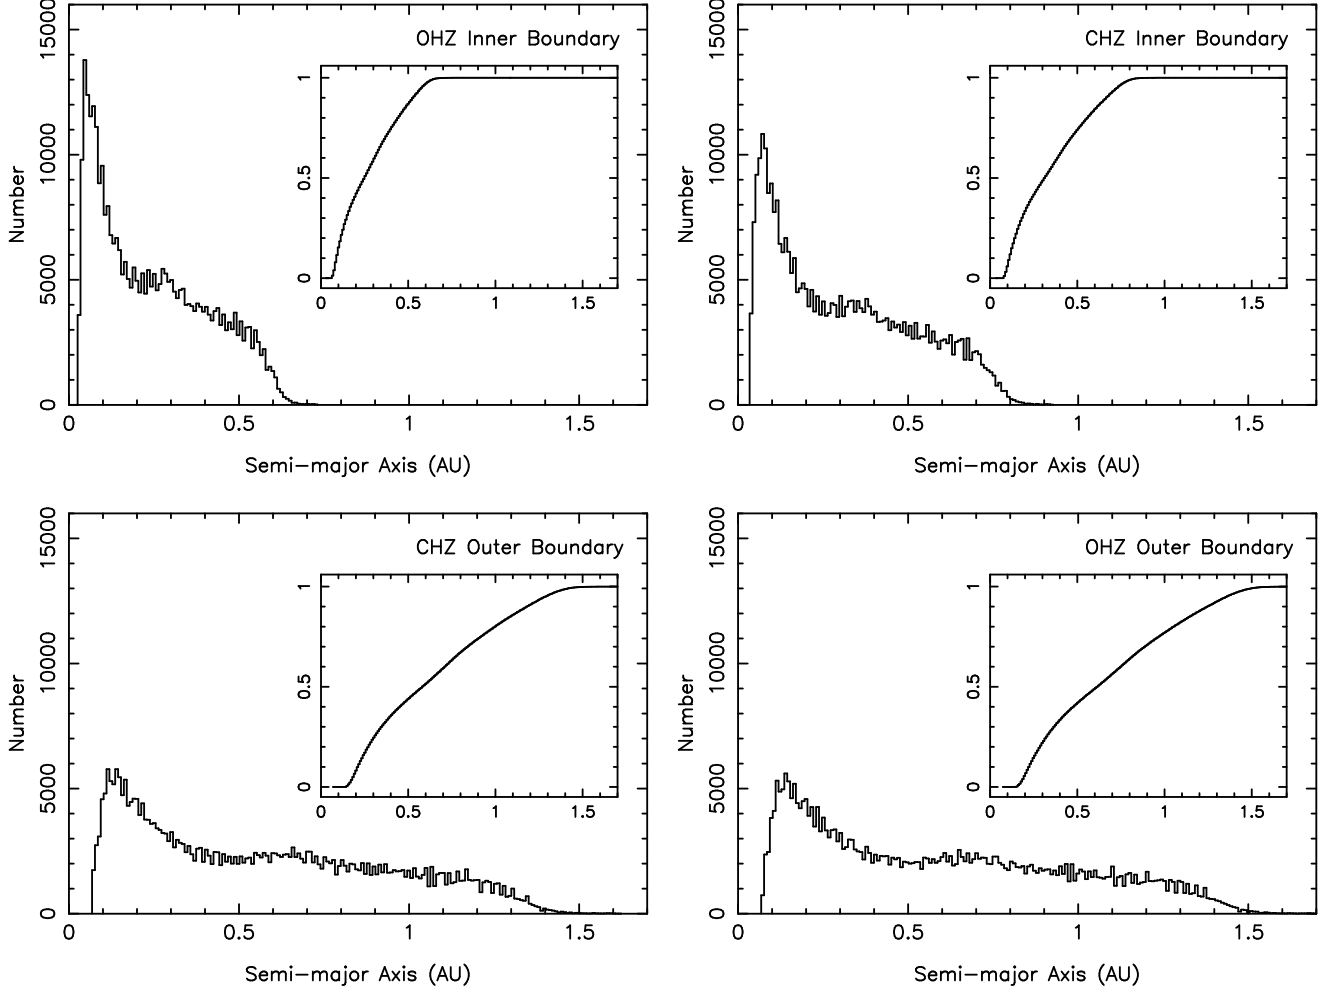 OHZ Inner Boundary
Number
15000
10000
5000
0
1
0.5
0
0 0.5 1 1.5
0 0.5 1 1.5
Semi-major Axis (AU)
CHZ Inner Boundary
Number
15000
10000
5000
0
1
0.5
0
0 0.5 1 1.5
0 0.5 1 1.5
Semi-major Axis (AU)
CHZ Outer Boundary
Number
15000
10000
5000
0
1
0.5
0
0 0.5 1 1.5
0 0.5 1 1.5
Semi-major Axis (AU)
OHZ Outer Boundary
Number
15000
10000
5000
0
1
0.5
0
0 0.5 1 1.5
0 0.5 1 1.5
Semi-major Axis (AU)